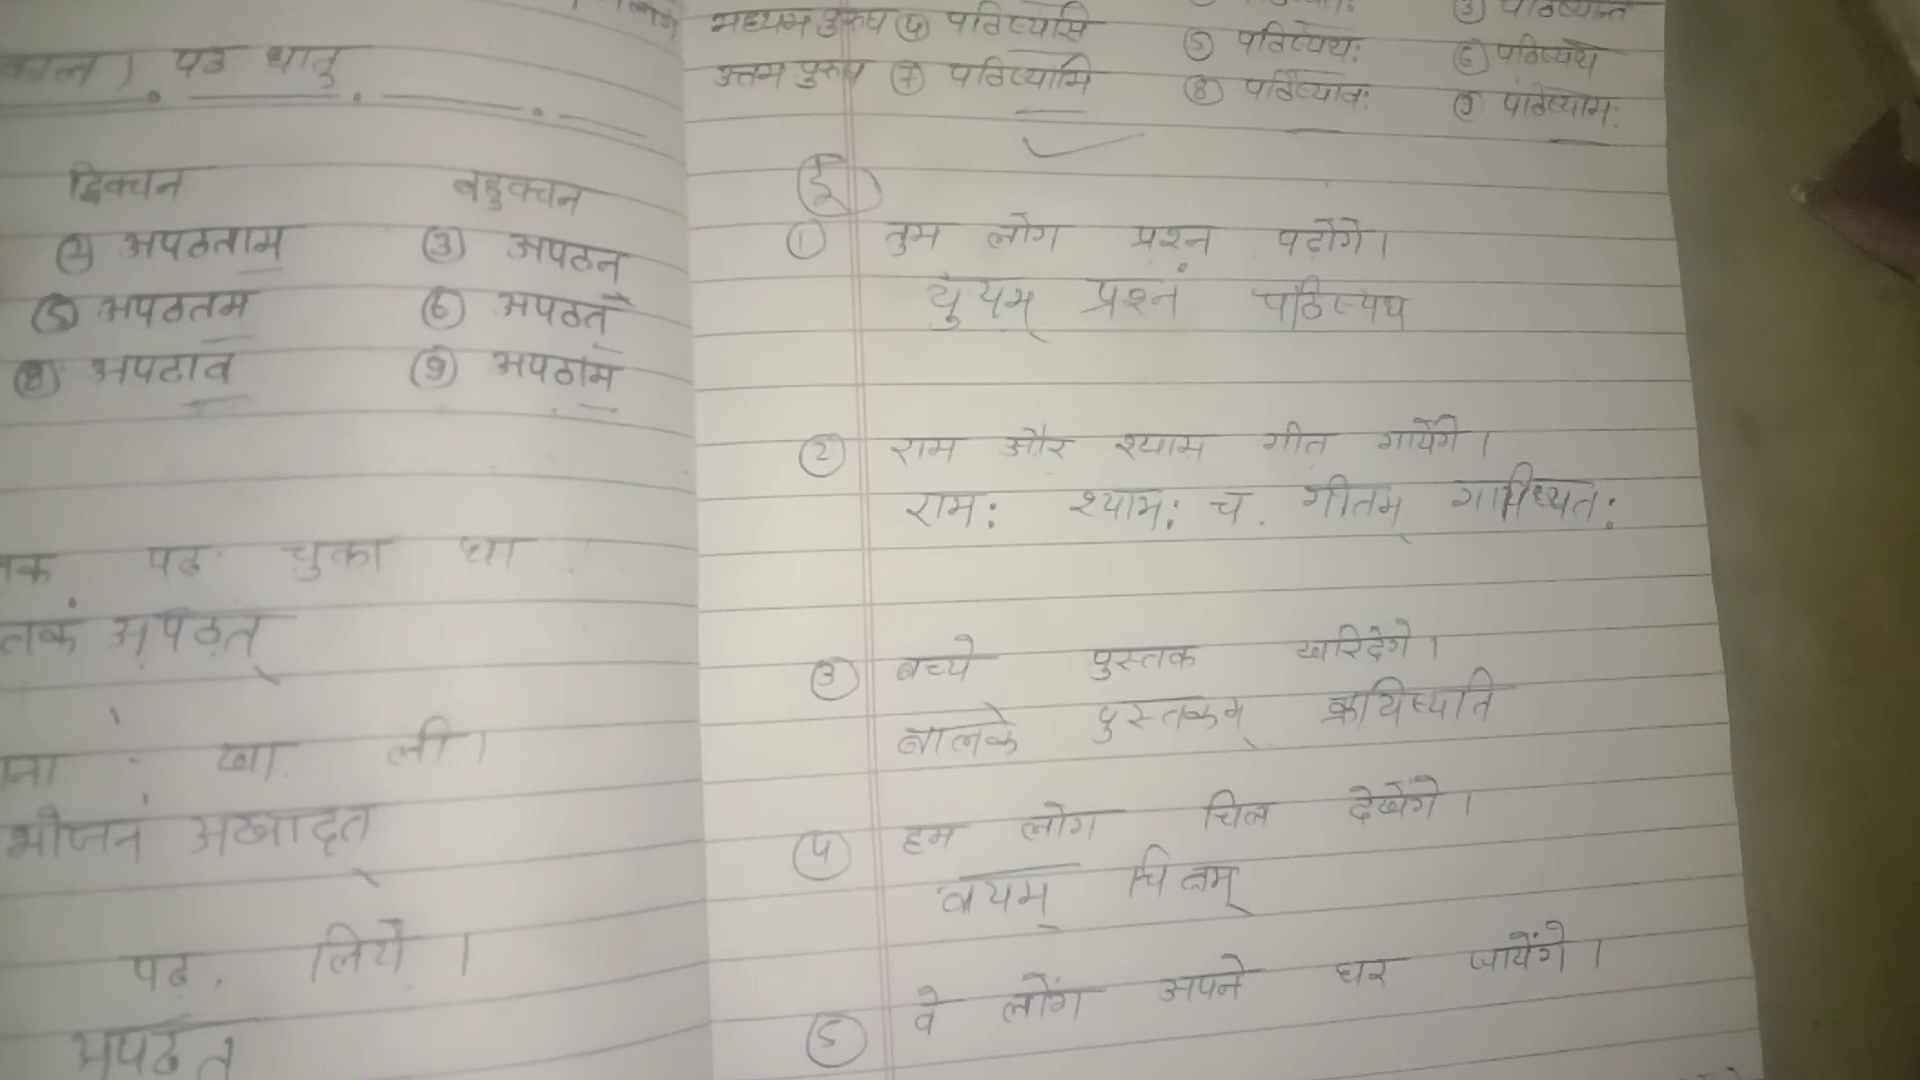 काल) पठ धातु
द्विवचन बहुवचन
② अपठताम ③ अपठन
⑤ अपठतम ⑥ अपठत
⑧ अपठाव ⑨ अपठाम
पढ चुका था
अपठत्
खा ली।
भोजनं अखादत्
पढ़ लिये।
अपठत
मध्यम पुरुष ④ पठिष्यसि ⑤ पठिष्यथः ⑥ पठिष्यथ
उत्तम पुरुष ⑦ पठिष्यामि ⑧ पठिष्यावः ⑨ पठिष्यामः
ई
① तुम लोग प्रश्न पढ़ोगे।
युयम् प्रश्नं पठिष्यथ
② राम और श्याम गीत गायेंगे।
रामः श्यामः च गीतम् गामिष्यतः
③ बच्चे पुस्तक खरिदेगे।
बालके पुस्तकम् क्रयिष्यति
④ हम लोग चित्र देखेंगे।
वयम् चित्रम्
⑤ वे लोंग अपने घर जायेंगे।